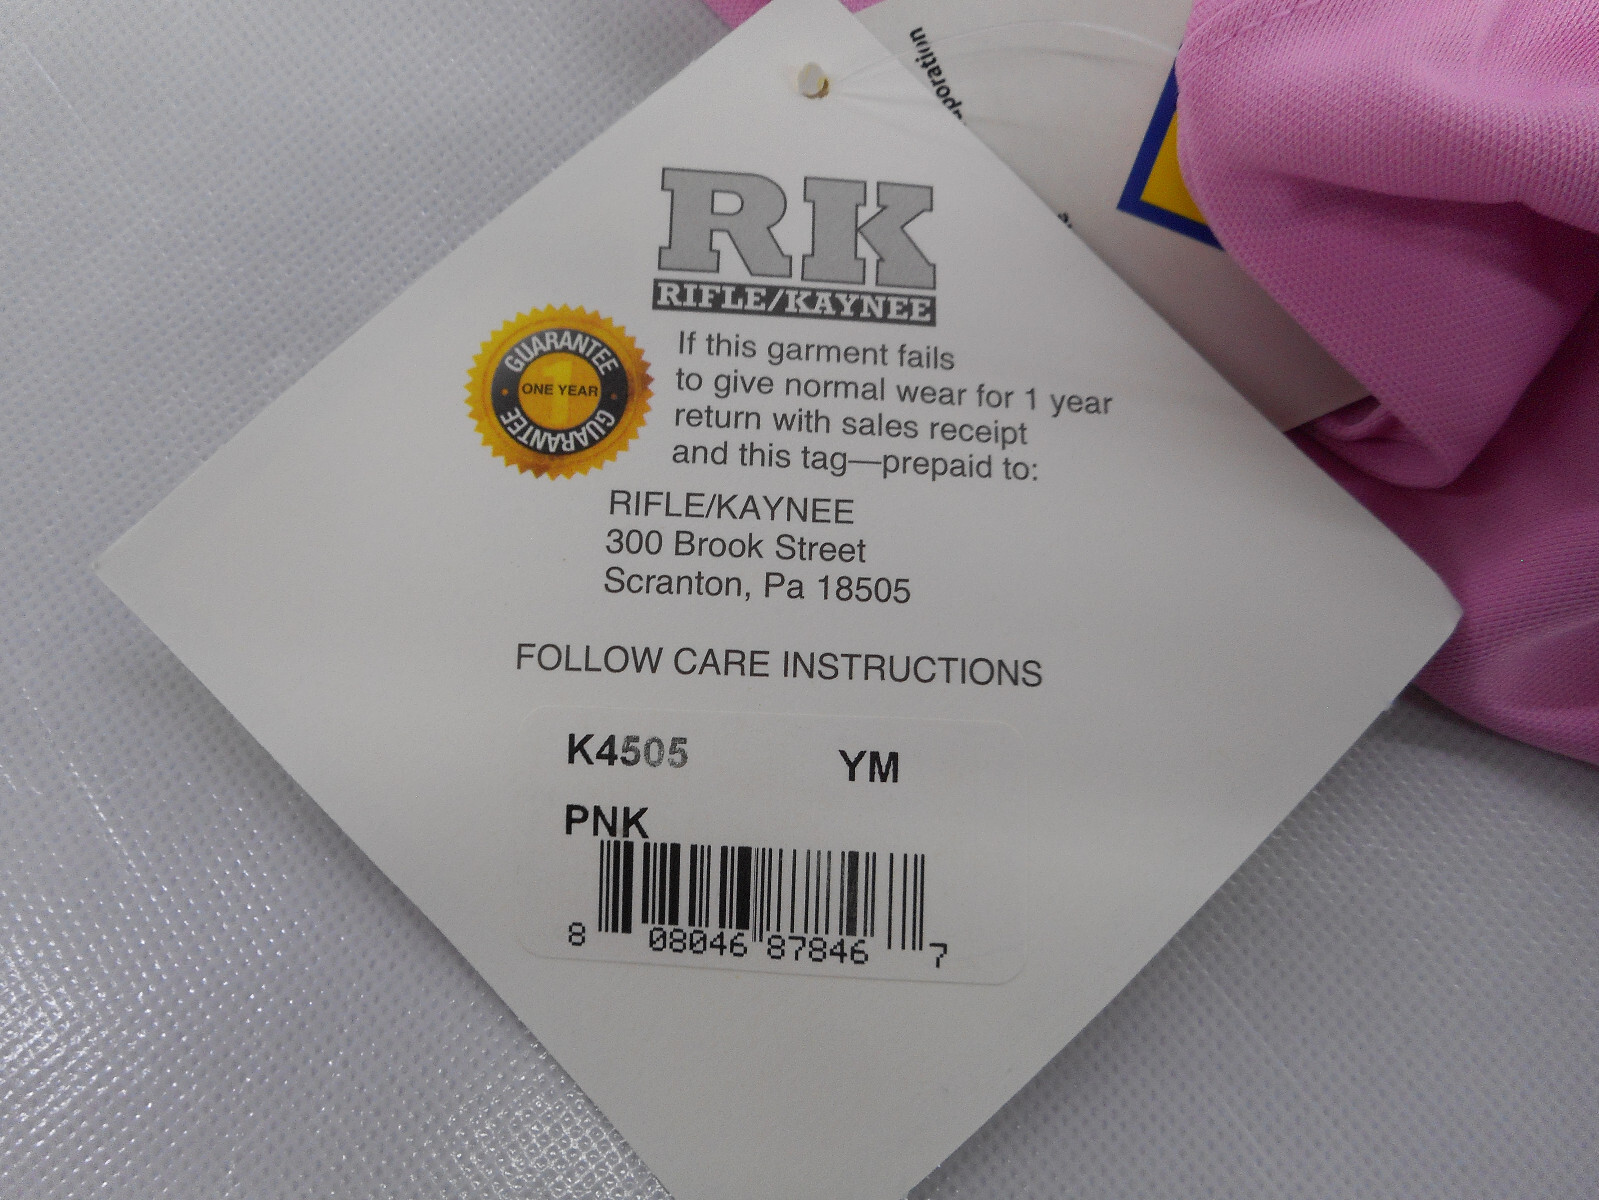 RK
RIFLE/KAYNEE
GUARANTEE
1
ONE YEAR
GUARANTEE
If this garment fails
to give normal wear for 1 year
return with sales receipt
and this tag—prepaid to:
RIFLE/KAYNEE
300 Brook Street
Scranton, Pa 18505
FOLLOW CARE INSTRUCTIONS
K4505 YM
PNK
8 08046 87846 7